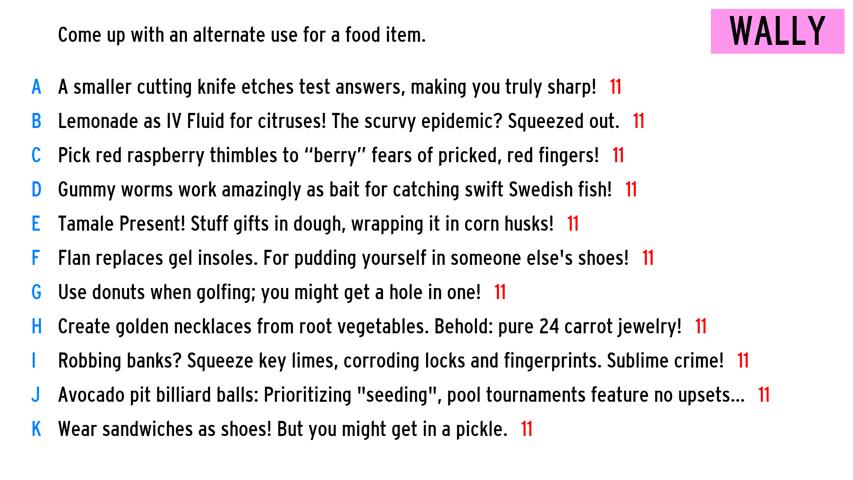 Come up with an alternate use for a food item.
WALLY
A A smaller cutting knife etches test answers, making you truly sharp! 11
B Lemonade as IV Fluid for citruses! The scurvy epidemic? Squeezed out. 11
C Pick red raspberry thimbles to “berry” fears of pricked, red fingers! 11
D Gummy worms work amazingly as bait for catching swift Swedish fish! 11
E Tamale Present! Stuff gifts in dough, wrapping it in corn husks! 11
F Flan replaces gel insoles. For pudding yourself in someone else's shoes! 11
G Use donuts when golfing; you might get a hole in one! 11
H Create golden necklaces from root vegetables. Behold: pure 24 carrot jewelry! 11
I Robbing banks? Squeeze key limes, corroding locks and fingerprints. Sublime crime! 11
J Avocado pit billiard balls: Prioritizing "seeding", pool tournaments feature no upsets... 11
K Wear sandwiches as shoes! But you might get in a pickle. 11